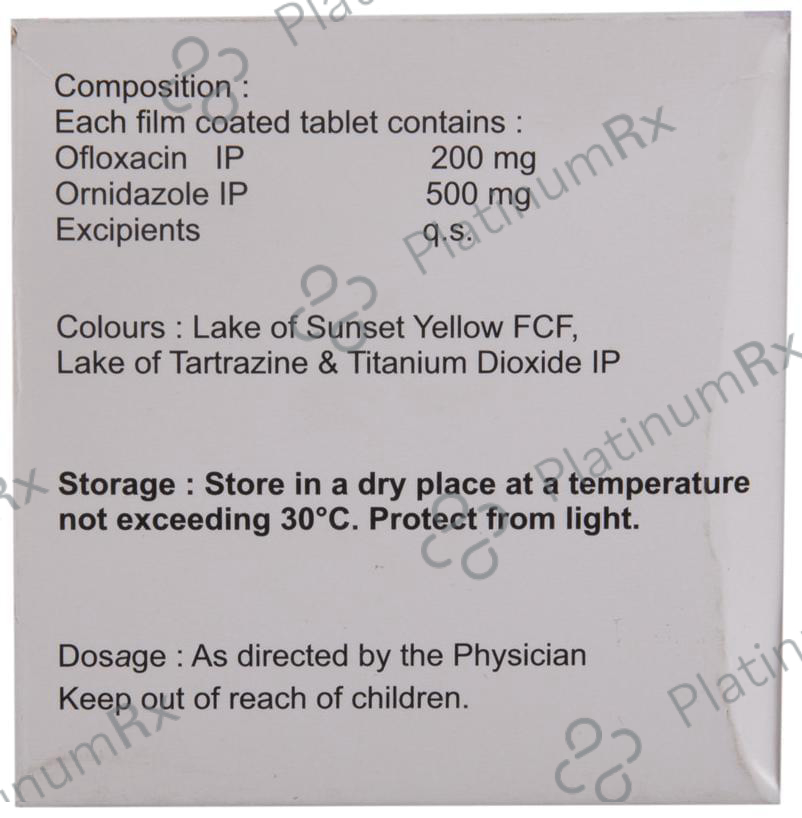 Composition :
Each film coated tablet contains :
Ofloxacin IP 200 mg
Ornidazole IP 500 mg
Excipients q.s.
Colours : Lake of Sunset Yellow FCF,
Lake of Tartrazine & Titanium Dioxide IP
Storage : Store in a dry place at a temperature
not exceeding 30°C. Protect from light.
Dosage : As directed by the Physician
Keep out of reach of children.
PlatinumRx
PlatinumRx